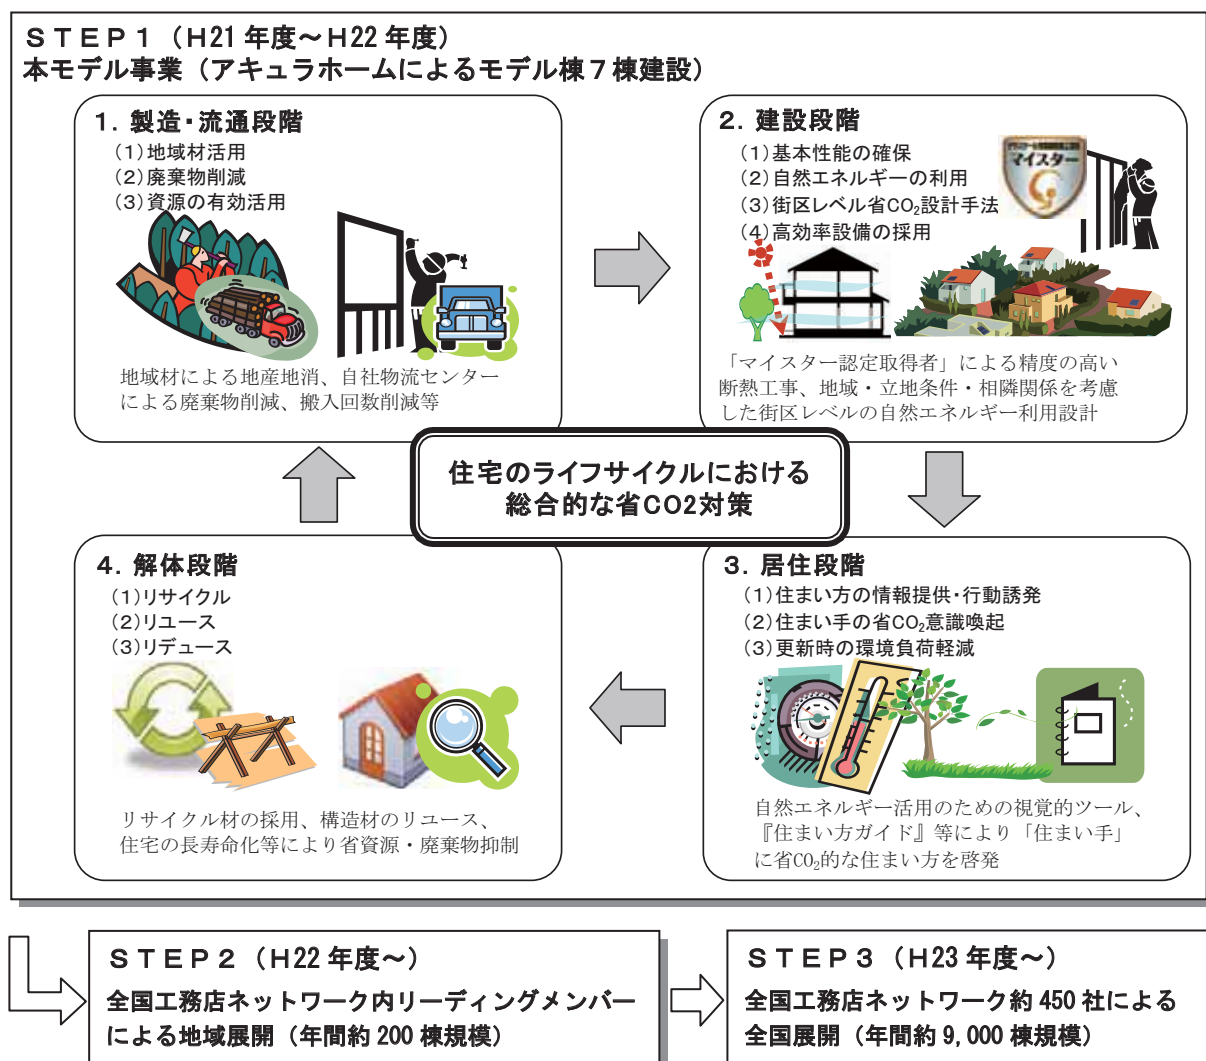 ＳＴＥＰ１（Ｈ21 年度～Ｈ22 年度）
本モデル事業（アキュラホームによるモデル棟７棟建設）
１．製造・流通段階
（１）地域材活用
（２）廃棄物削減
（３）資源の有効活用
地域材による地産地消、自社物流センター
による廃棄物削減、搬入回数削減等
２．建設段階
（１）基本性能の確保
（２）自然エネルギーの利用
（３）街区レベル省CO₂設計手法
（４）高効率設備の採用
マイスター
「マイスター認定取得者」による精度の高い
断熱工事、地域・立地条件・相隣関係を考慮
した街区レベルの自然エネルギー利用設計
住宅のライフサイクルにおける
総合的な省CO2対策
３．居住段階
（１）住まい方の情報提供・行動誘発
（２）住まい手の省CO₂意識喚起
（３）更新時の環境負荷軽減
自然エネルギー活用のための視覚的ツール、
『住まい方ガイド』等により「住まい手」
に省CO₂的な住まい方を啓発
４．解体段階
（１）リサイクル
（２）リユース
（３）リデュース
リサイクル材の採用、構造材のリユース、
住宅の長寿命化等により省資源・廃棄物抑制
ＳＴＥＰ２（Ｈ22 年度～）
全国工務店ネットワーク内リーディングメンバー
による地域展開（年間約 200 棟規模）
ＳＴＥＰ３（Ｈ23 年度～）
全国工務店ネットワーク約 450 社による
全国展開（年間約 9,000 棟規模）